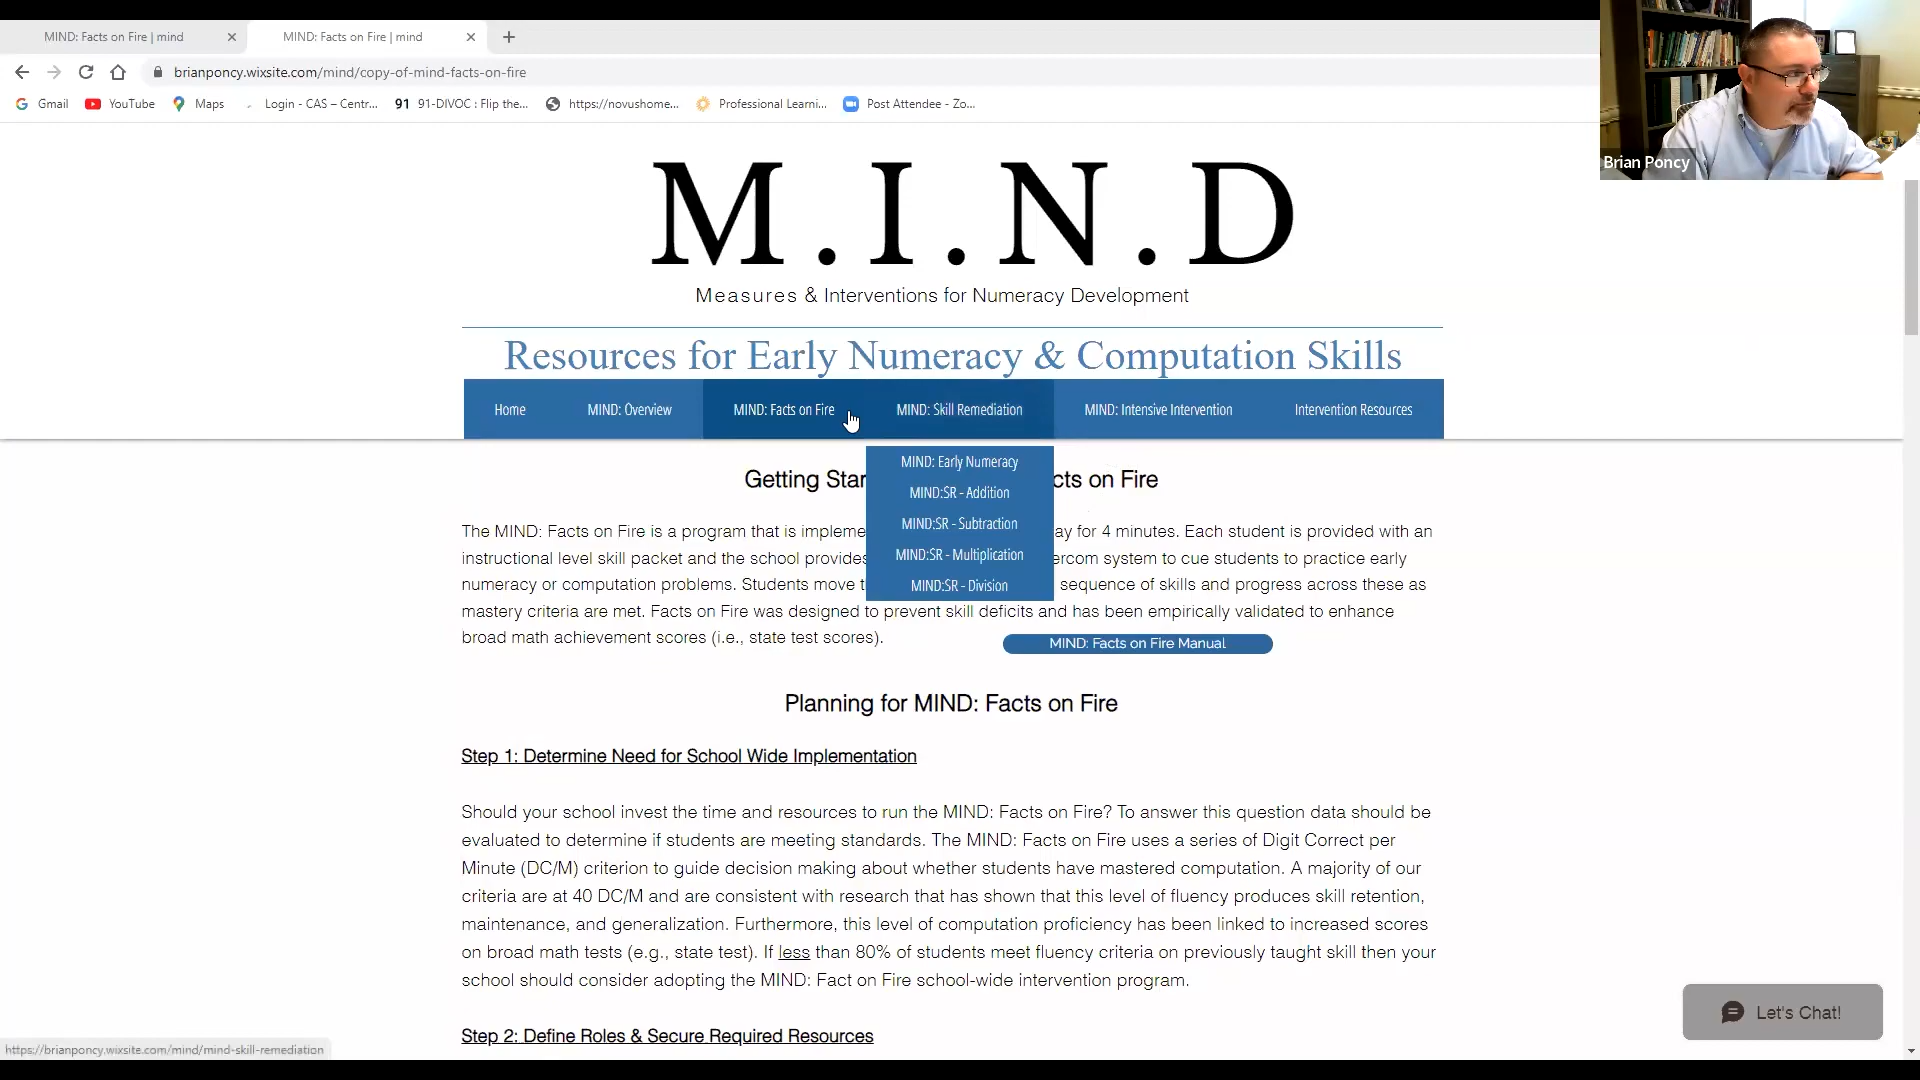 MIND: Facts on Fire | mind
MIND: Facts on Fire | mind
brianponcy.wixsite.com/mind/copy-of-mind-facts-on-fire
Gmail YouTube Maps Login - CAS – Centr... 91 91-DIVOC : Flip the... https://novushome... Professional Learni... Post Attendee - Zo...
Brian Poncy
M.I.N.D
Measures & Interventions for Numeracy Development
Resources for Early Numeracy & Computation Skills
Home MIND: Overview MIND: Facts on Fire MIND: Skill Remediation MIND: Intensive Intervention Intervention Resources
MIND: Early Numeracy
MIND:SR - Addition
MIND:SR - Subtraction
MIND:SR - Multiplication
MIND:SR - Division
Getting Star cts on Fire
The MIND: Facts on Fire is a program that is impleme ay for 4 minutes. Each student is provided with an
instructional level skill packet and the school provides ercom system to cue students to practice early
numeracy or computation problems. Students move t sequence of skills and progress across these as
mastery criteria are met. Facts on Fire was designed to prevent skill deficits and has been empirically validated to enhance
broad math achievement scores (i.e., state test scores).
MIND: Facts on Fire Manual
Planning for MIND: Facts on Fire
Step 1: Determine Need for School Wide Implementation
Should your school invest the time and resources to run the MIND: Facts on Fire? To answer this question data should be
evaluated to determine if students are meeting standards. The MIND: Facts on Fire uses a series of Digit Correct per
Minute (DC/M) criterion to guide decision making about whether students have mastered computation. A majority of our
criteria are at 40 DC/M and are consistent with research that has shown that this level of fluency produces skill retention,
maintenance, and generalization. Furthermore, this level of computation proficiency has been linked to increased scores
on broad math tests (e.g., state test). If less than 80% of students meet fluency criteria on previously taught skill then your
school should consider adopting the MIND: Fact on Fire school-wide intervention program.
Step 2: Define Roles & Secure Required Resources
Let's Chat!
https://brianponcy.wixsite.com/mind/mind-skill-remediation